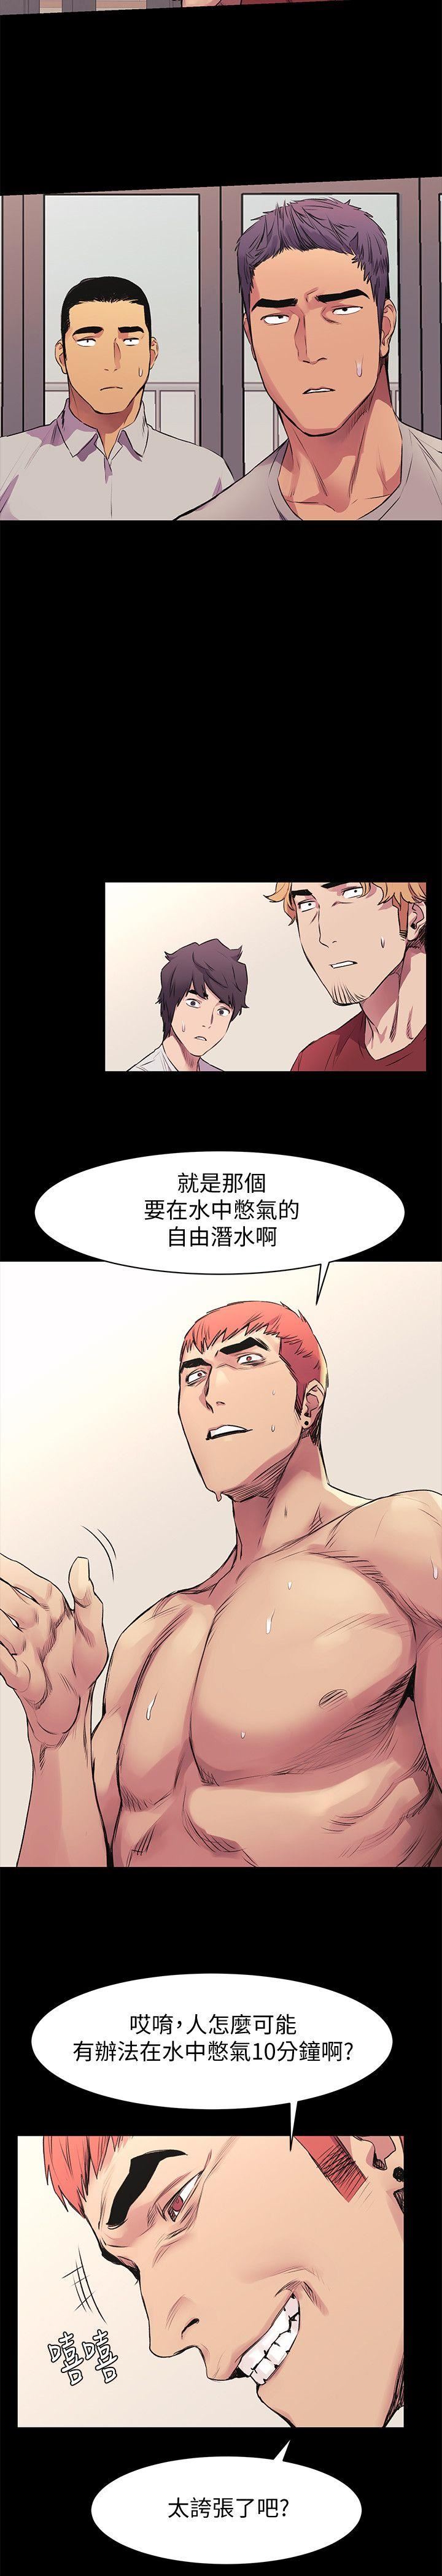 就是那個
要在水中憋氣的
自由潛水啊
哎唷,人怎麼可能
有辦法在水中憋氣10分鐘啊?
嘻嘻
太誇張了吧?